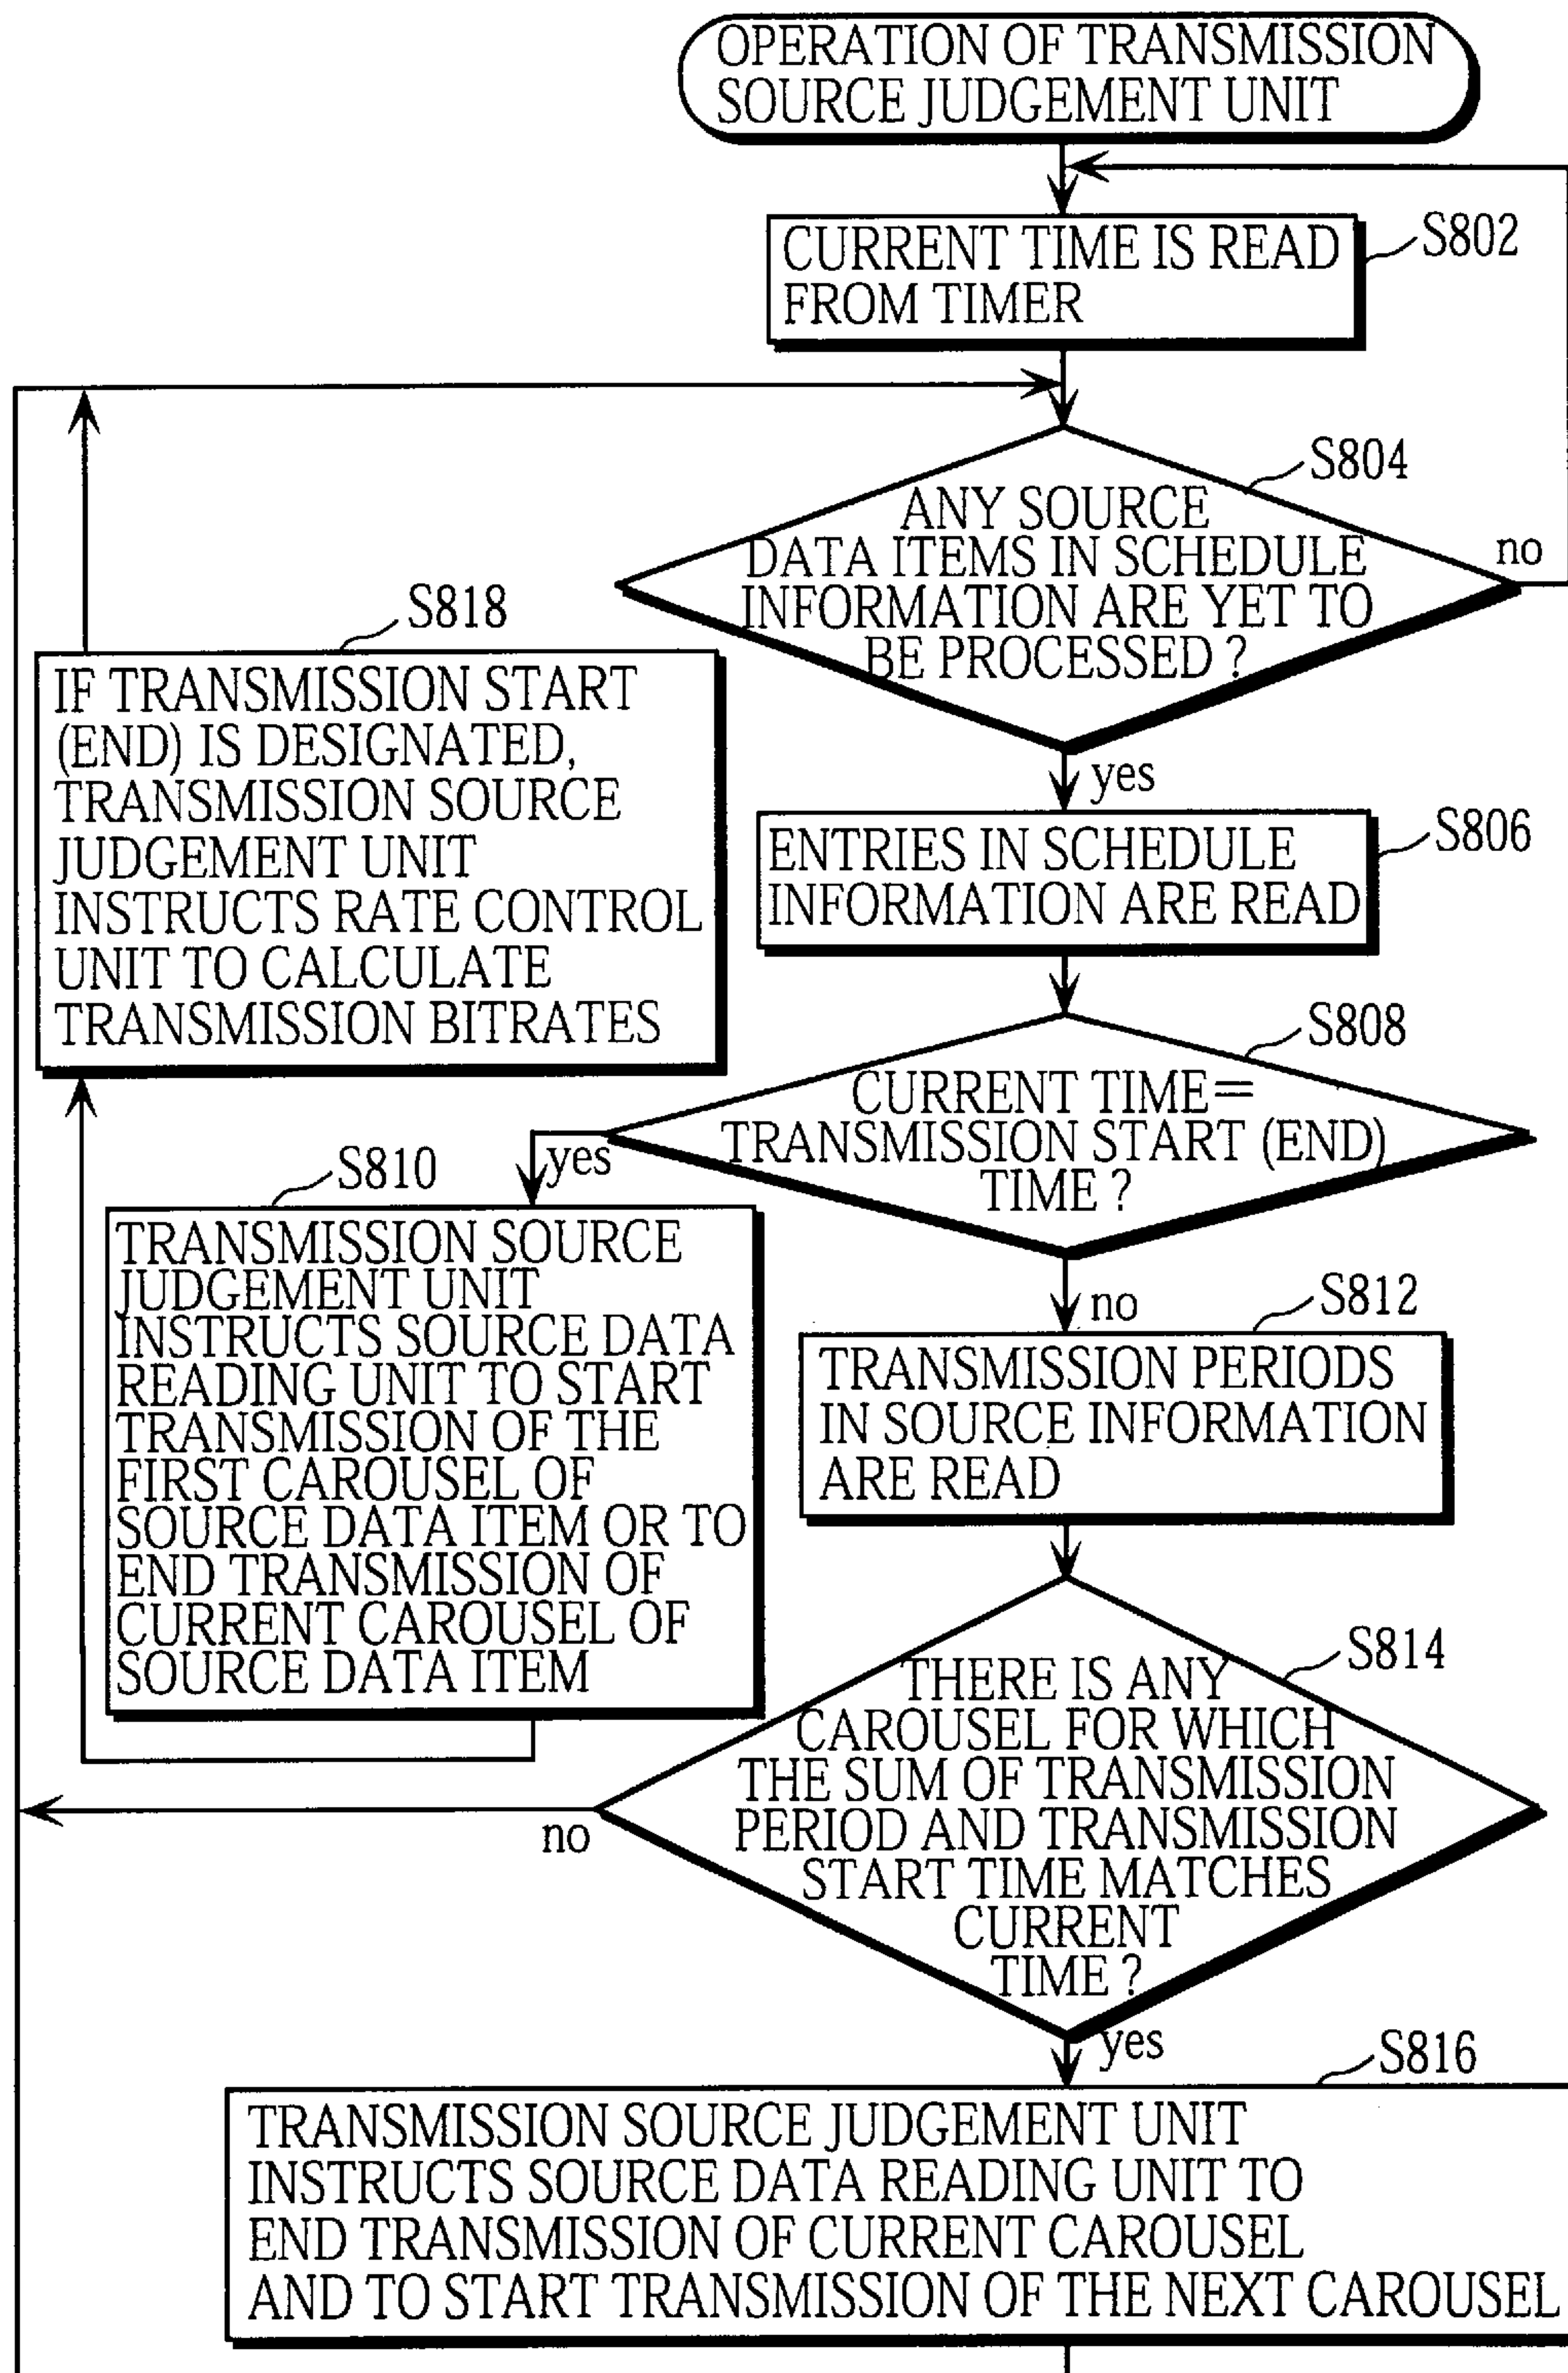 OPERATION OF TRANSMISSION
SOURCE JUDGEMENT UNIT
CURRENT TIME IS READ
FROM TIMER
S802
S804
ANY SOURCE
DATA ITEMS IN SCHEDULE
INFORMATION ARE YET TO
BE PROCESSED ?
no
yes
S818
IF TRANSMISSION START
(END) IS DESIGNATED,
TRANSMISSION SOURCE
JUDGEMENT UNIT
INSTRUCTS RATE CONTROL
UNIT TO CALCULATE
TRANSMISSION BITRATES
S806
ENTRIES IN SCHEDULE
INFORMATION ARE READ
S808
CURRENT TIME=
TRANSMISSION START (END)
TIME ?
yes
no
S810
TRANSMISSION SOURCE
JUDGEMENT UNIT
INSTRUCTS SOURCE DATA
READING UNIT TO START
TRANSMISSION OF THE
FIRST CAROUSEL OF
SOURCE DATA ITEM OR TO
END TRANSMISSION OF
CURRENT CAROUSEL OF
SOURCE DATA ITEM
S812
TRANSMISSION PERIODS
IN SOURCE INFORMATION
ARE READ
S814
THERE IS ANY
CAROUSEL FOR WHICH
THE SUM OF TRANSMISSION
PERIOD AND TRANSMISSION
START TIME MATCHES
CURRENT
TIME ?
no
yes
S816
TRANSMISSION SOURCE JUDGEMENT UNIT
INSTRUCTS SOURCE DATA READING UNIT TO
END TRANSMISSION OF CURRENT CAROUSEL
AND TO START TRANSMISSION OF THE NEXT CAROUSEL